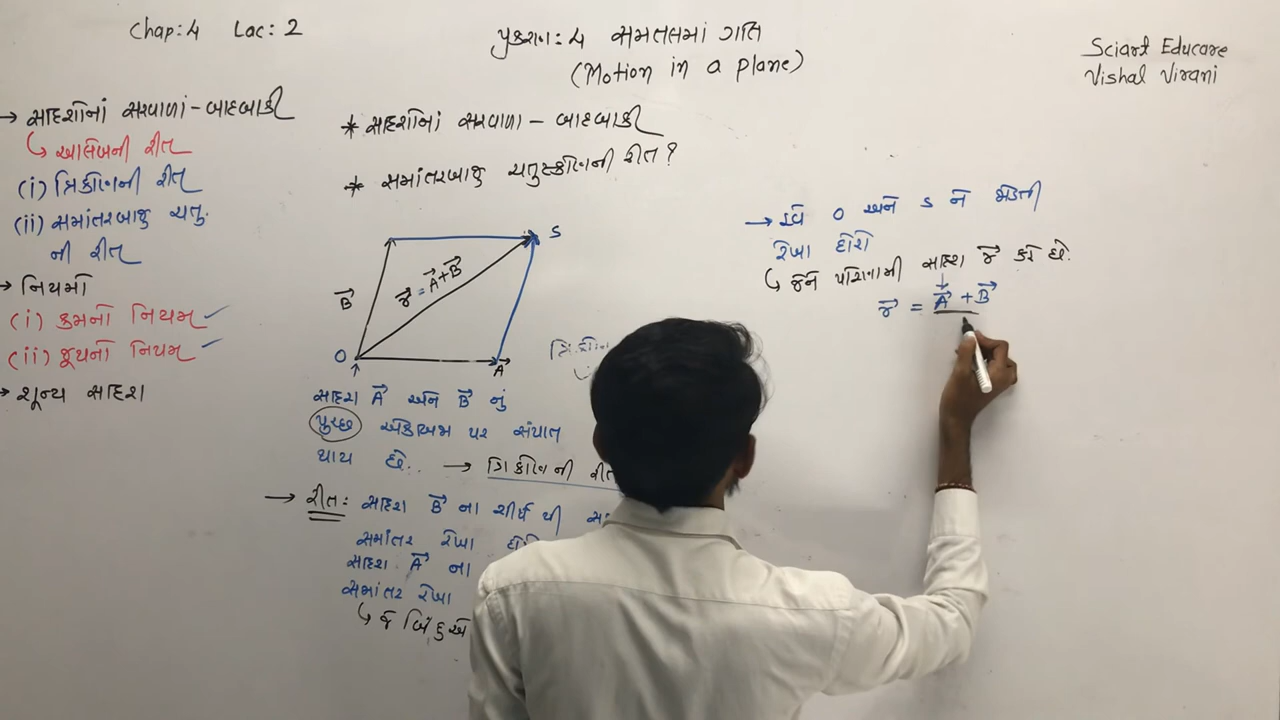 Chap: 4 Lac: 2
પ્રકરણ: 4 સમતલમાં ગતિ
(Motion in a plane)
Sciart Educare
Vishal Virani
→ સદિશોનાં સરવાળા - બાદબાકી
↳ આલેખની રીત
(i) ત્રિકોણની રીત
(ii) સમાંતરબાજુ ચતુ.
ની રીત
→ નિયમો
(i) ક્રમનો નિયમ ✓
(ii) જૂથનો નિયમ ✓
→ શૂન્ય સદિશ
* સદિશોનાં સરવાળા - બાદબાકી
* સમાંતરબાજુ ચતુષ્કોણની રીત ?
S
B⃗
r⃗ = A⃗ + B⃗
O
A⃗
સદિશ A⃗ અને B⃗ નું
પુચ્છ એકબીજા પર સંપાત
થાય છે. → ત્રિકોણની રીત
→ રીત: સદિશ B⃗ ના શીર્ષ થી
સમાંતર રેખા
સદિશ A⃗ ના
સમાંતર રેખા
↳ જે બિંદુએ
→ હવે O અને S ને જોડતી
રેખા દોરો
↳ જેને પરિણામી સદિશ r⃗ કહે છે.
r⃗ = A⃗ + B⃗